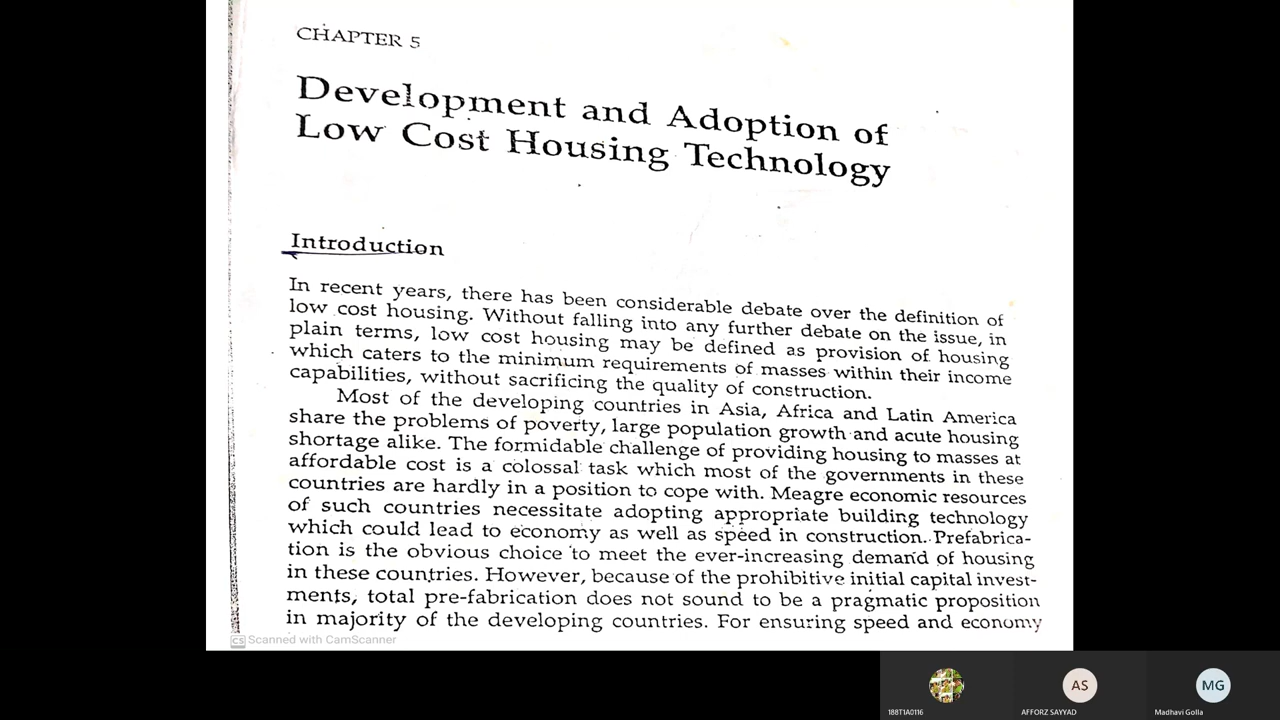 CHAPTER 5
Development and Adoption of
Low Cost Housing Technology
Introduction
In recent years, there has been considerable debate over the definition of
low cost housing. Without falling into any further debate on the issue, in
plain terms, low cost housing may be defined as provision of housing
which caters to the minimum requirements of masses within their income
capabilities, without sacrificing the quality of construction.
Most of the developing countries in Asia, Africa and Latin America
share the problems of poverty, large population growth and acute housing
shortage alike. The formidable challenge of providing housing to masses at
affordable cost is a colossal task which most of the governments in these
countries are hardly in a position to cope with. Meagre economic resources
of such countries necessitate adopting appropriate building technology
which could lead to economy as well as speed in construction. Prefabrica-
tion is the obvious choice to meet the ever-increasing demand of housing
in these countries. However, because of the prohibitive initial capital invest-
ments, total pre-fabrication does not sound to be a pragmatic proposition
in majority of the developing countries. For ensuring speed and economy
CS Scanned with CamScanner
188T1A0116
AS
AFFORZ SAYYAD
MG
Madhavi Golla